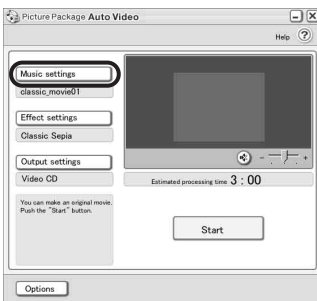 Picture Package Auto Video
Help ?
Music settings
classic_movie01
Effect settings
Classic Sepia
Output settings
Video CD
- +
Estimated processing time 3 : 00
You can make an original movie.
Push the "Start" button.
Start
Options